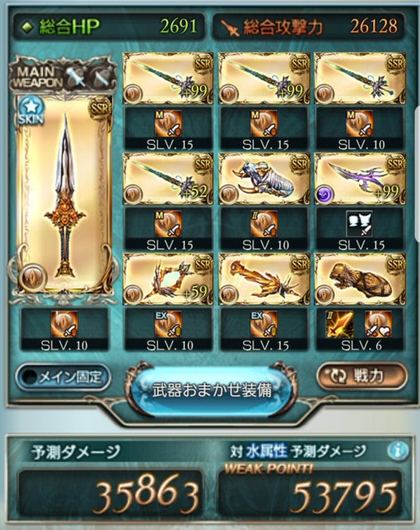 総合HP 2691 総合攻撃力 26128
MAIN WEAPON
SKIN
SSR
SSR +99 SSR +99 SSR
M M M
SLV. 15 SLV. 15 SLV. 10
SSR +52 SSR +99
M II
SLV. 15 SLV. 10 SLV. 15
SSR +59 SSR SSR
EX EX II
SLV. 10 SLV. 10 SLV. 15 SLV. 6
メイン固定 武器おまかせ装備 戦力
予測ダメージ
35863
対 水属性 予測ダメージ
WEAK POINT!
53795